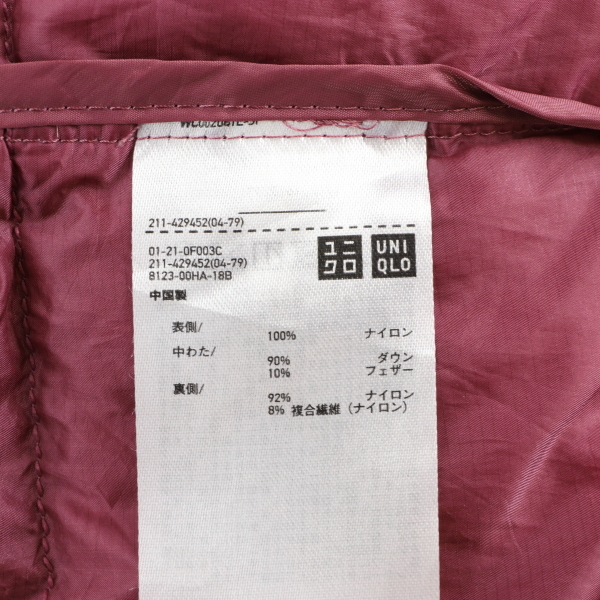 211-429452(04-79)
01-21-0F003C
211-429452(04-79)
8123-00HA-18B
ユニクロ
UNIQLO
中国製
表側/
100% ナイロン
中わた/
90% ダウン
10% フェザー
裏側/
92% ナイロン
8% 複合繊維（ナイロン）